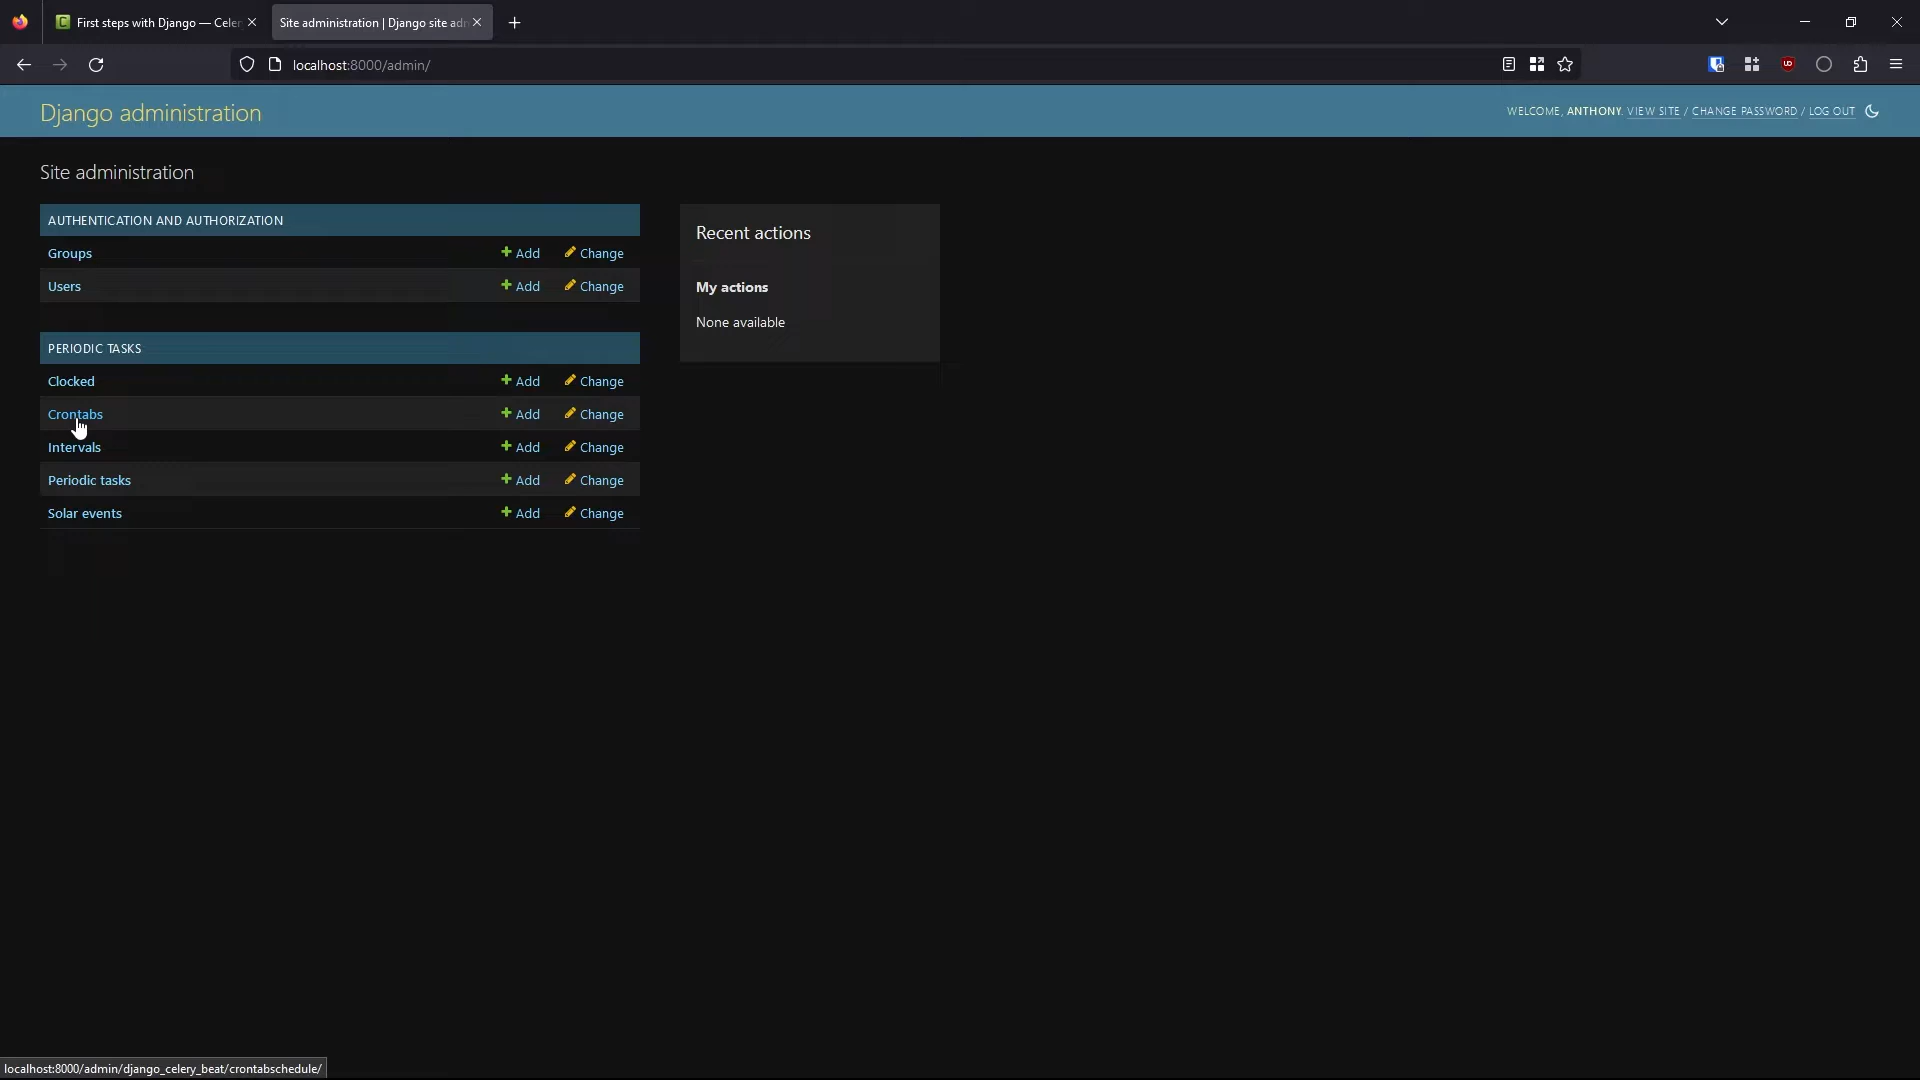 First steps with Django — Celer
Site administration | Django site adm
localhost:8000/admin/
Django administration
WELCOME, ANTHONY. VIEW SITE / CHANGE PASSWORD / LOG OUT
Site administration
AUTHENTICATION AND AUTHORIZATION
Groups Add Change
Users Add Change
PERIODIC TASKS
Clocked Add Change
Crontabs Add Change
Intervals Add Change
Periodic tasks Add Change
Solar events Add Change
Recent actions
My actions
None available
localhost:8000/admin/django_celery_beat/crontabschedule/